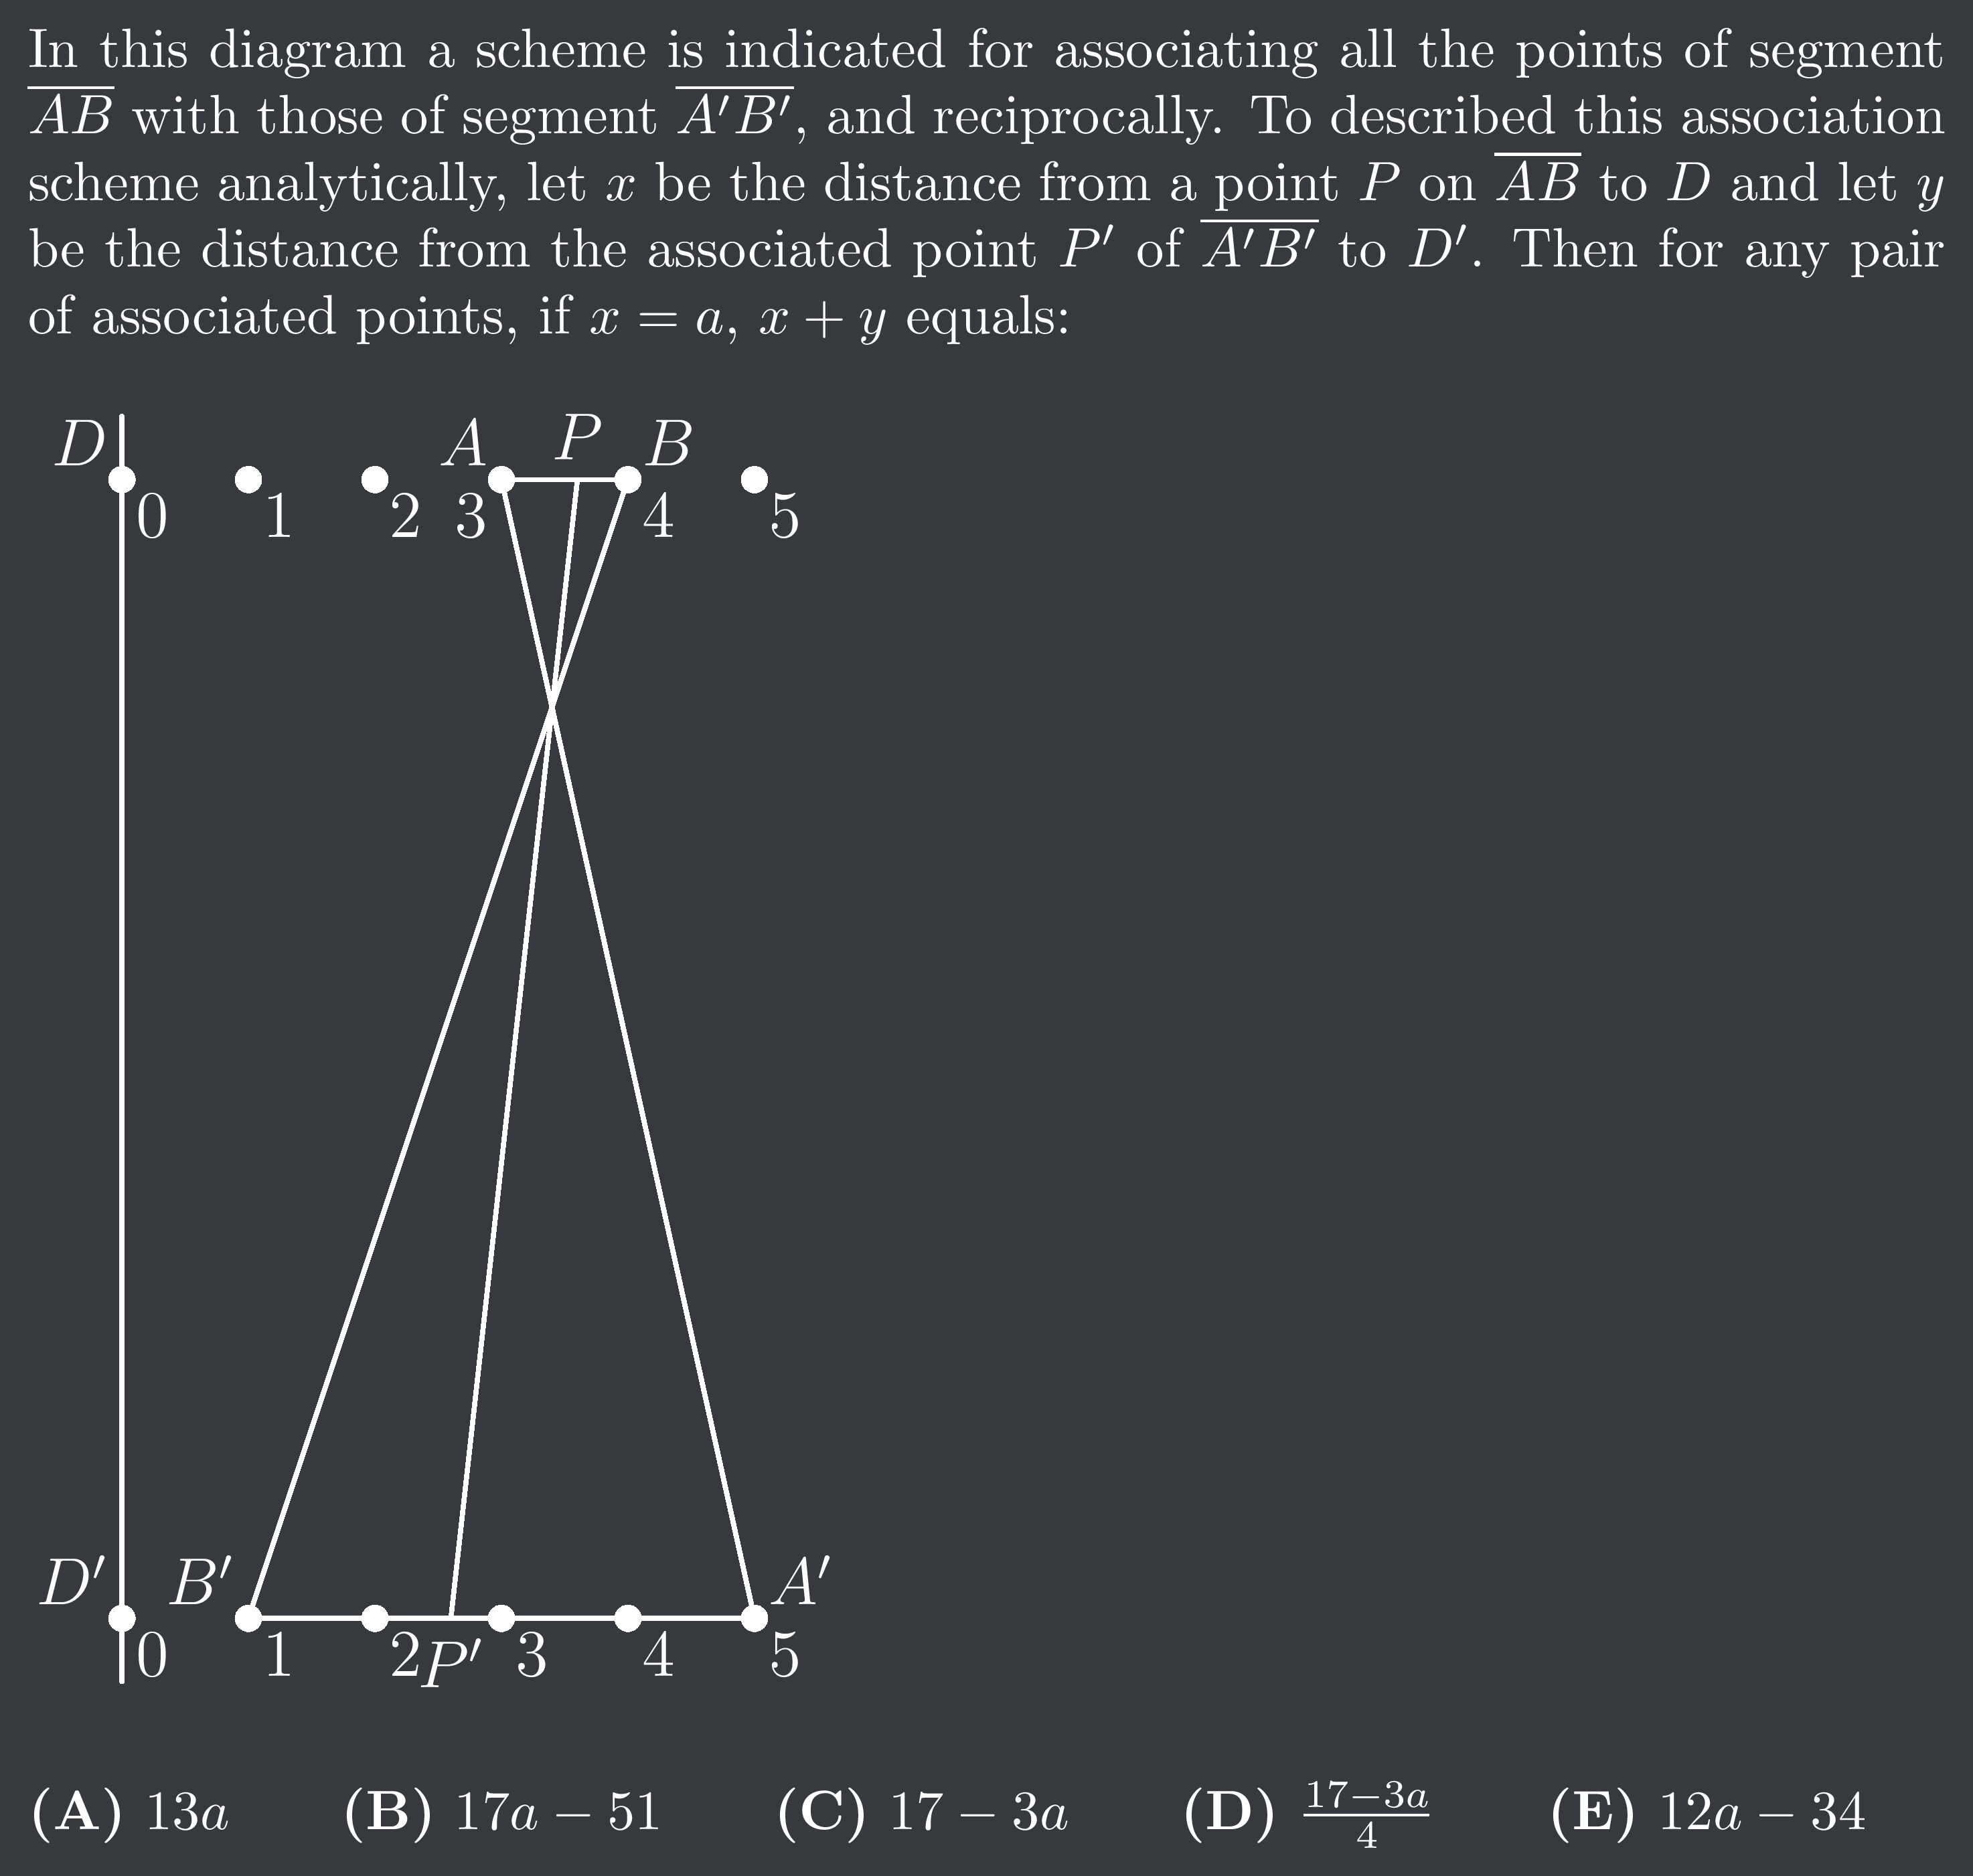 In this diagram a scheme is indicated for associating all the points of segment
$\overline{AB}$ with those of segment $\overline{A'B'}$, and reciprocally. To described this association
scheme analytically, let $x$ be the distance from a point $P$ on $\overline{AB}$ to $D$ and let $y$
be the distance from the associated point $P'$ of $\overline{A'B'}$ to $D'$. Then for any pair
of associated points, if $x = a$, $x + y$ equals:
D A P B
0 1 2 3 4 5
D' B' A'
0 1 2 P' 3 4 5
(A) $13a$ (B) $17a - 51$ (C) $17 - 3a$ (D) $\frac{17-3a}{4}$ (E) $12a - 34$